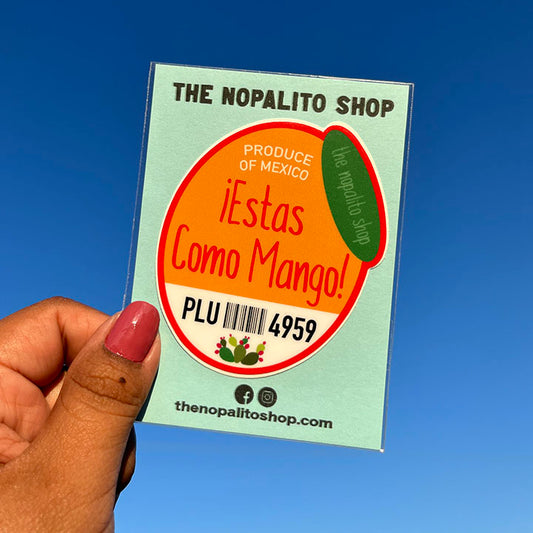 THE NOPALITO SHOP
PRODUCE
OF MEXICO
the nopalito shop
¡Estas
Como Mango!
PLU 4959
thenopalitoshop.com